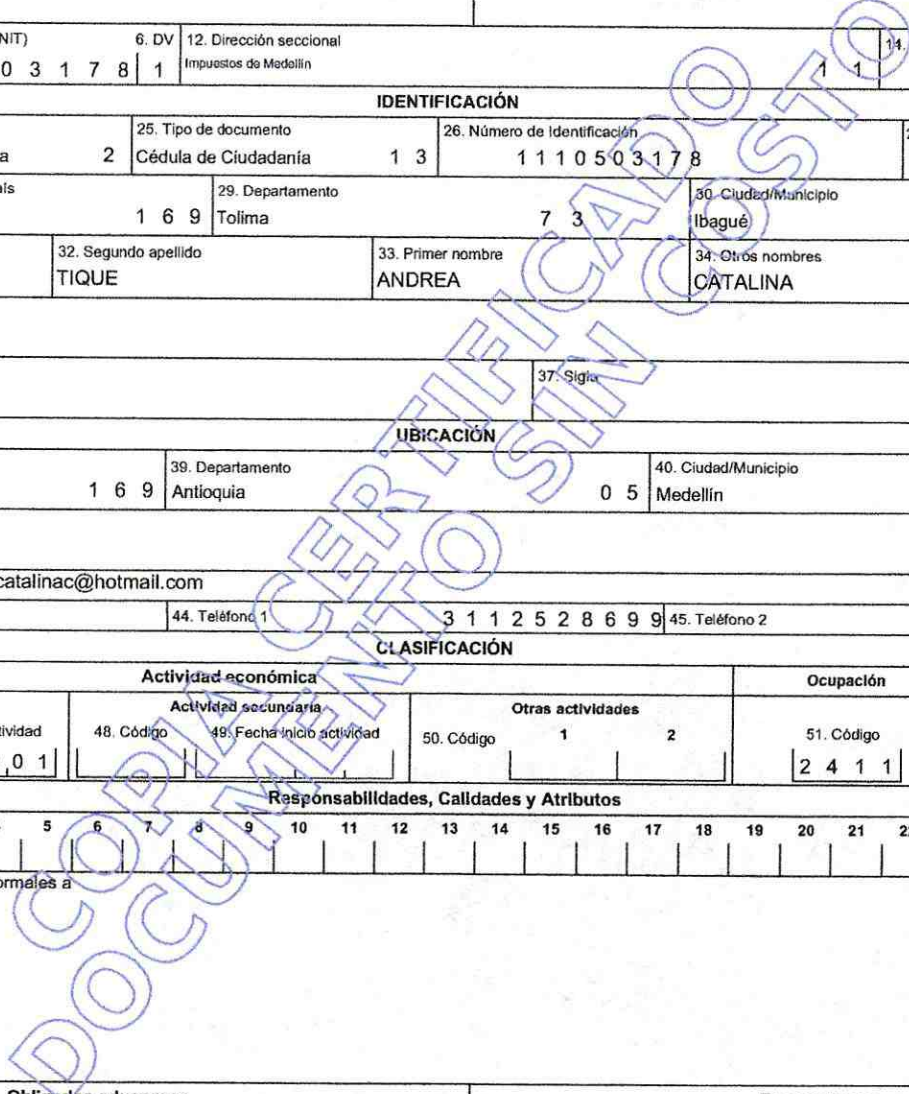 NIT) 6. DV 12. Dirección seccional
0 3 1 7 8 1 Impuestos de Medellín 1 1
IDENTIFICACIÓN
25. Tipo de documento 26. Número de Identificación
a 2 Cédula de Ciudadanía 1 3 1 1 1 0 5 0 3 1 7 8
29. Departamento 30. Ciudad/Municipio
1 6 9 Tolima 7 3 Ibagué
32. Segundo apellido 33. Primer nombre 34. Otros nombres
TIQUE ANDREA CATALINA
37. Sigla
UBICACIÓN
39. Departamento 40. Ciudad/Municipio
1 6 9 Antioquia 0 5 Medellín
catalinac@hotmail.com
44. Teléfono 1 3 1 1 2 5 2 8 6 9 9 45. Teléfono 2
CLASIFICACIÓN
Actividad económica Ocupación
Actividad secundaria Otras actividades
tividad 48. Código 49. Fecha inicio actividad 50. Código 1 2 51. Código
0 1 2 4 1 1
Responsabilidades, Calidades y Atributos
5 6 7 8 9 10 11 12 13 14 15 16 17 18 19 20 21
ormales a
COPIA CERTIFICADO
DOCUMENTO SIN COSTO